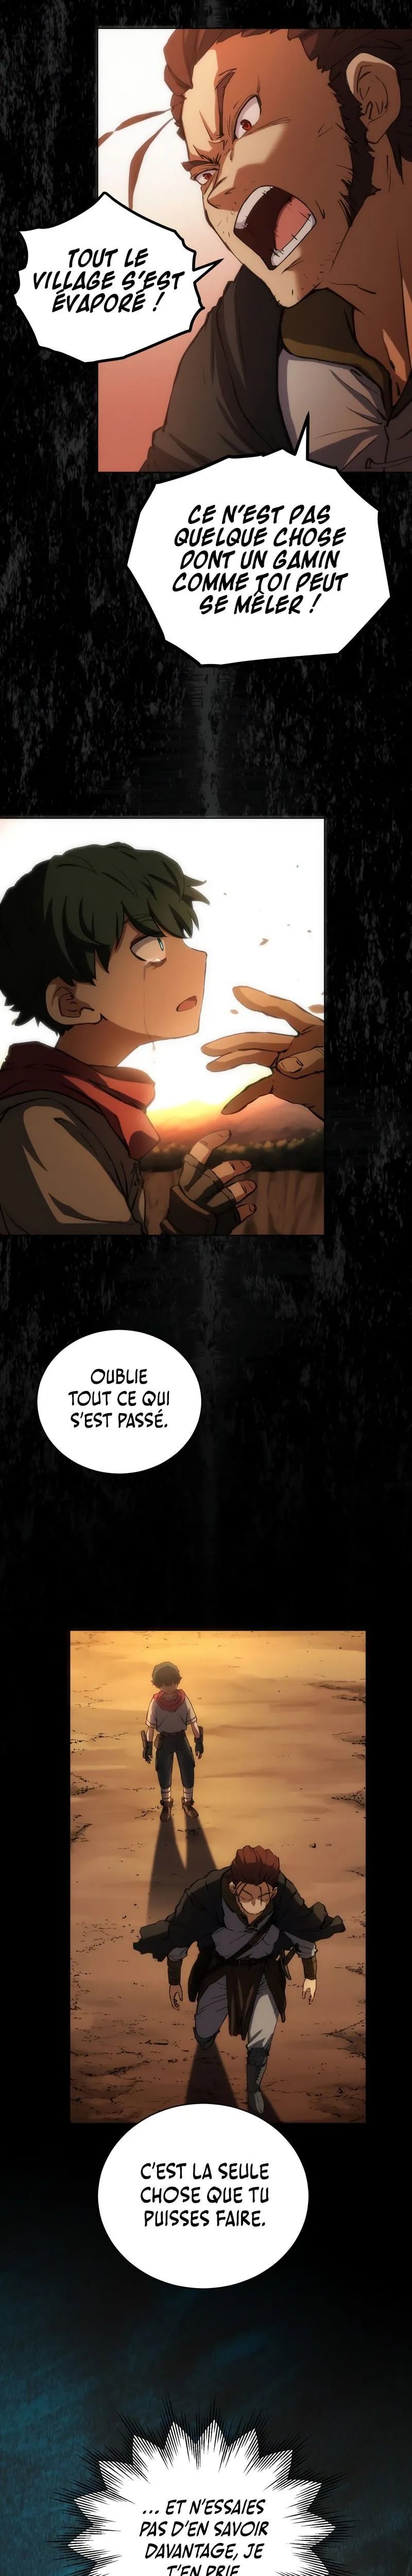 TOUT LE
VILLAGE S'EST
ÉVAPORÉ !
CE N'EST PAS
QUELQUE CHOSE
DONT UN GAMIN
COMME TOI PEUT
SE MÊLER !
OUBLIE
TOUT CE QUI
S'EST PASSÉ.
C'EST LA SEULE
CHOSE QUE TU
PUISSES FAIRE.
... ET N'ESSAIES
PAS D'EN SAVOIR
DAVANTAGE, JE
T'EN PRIE